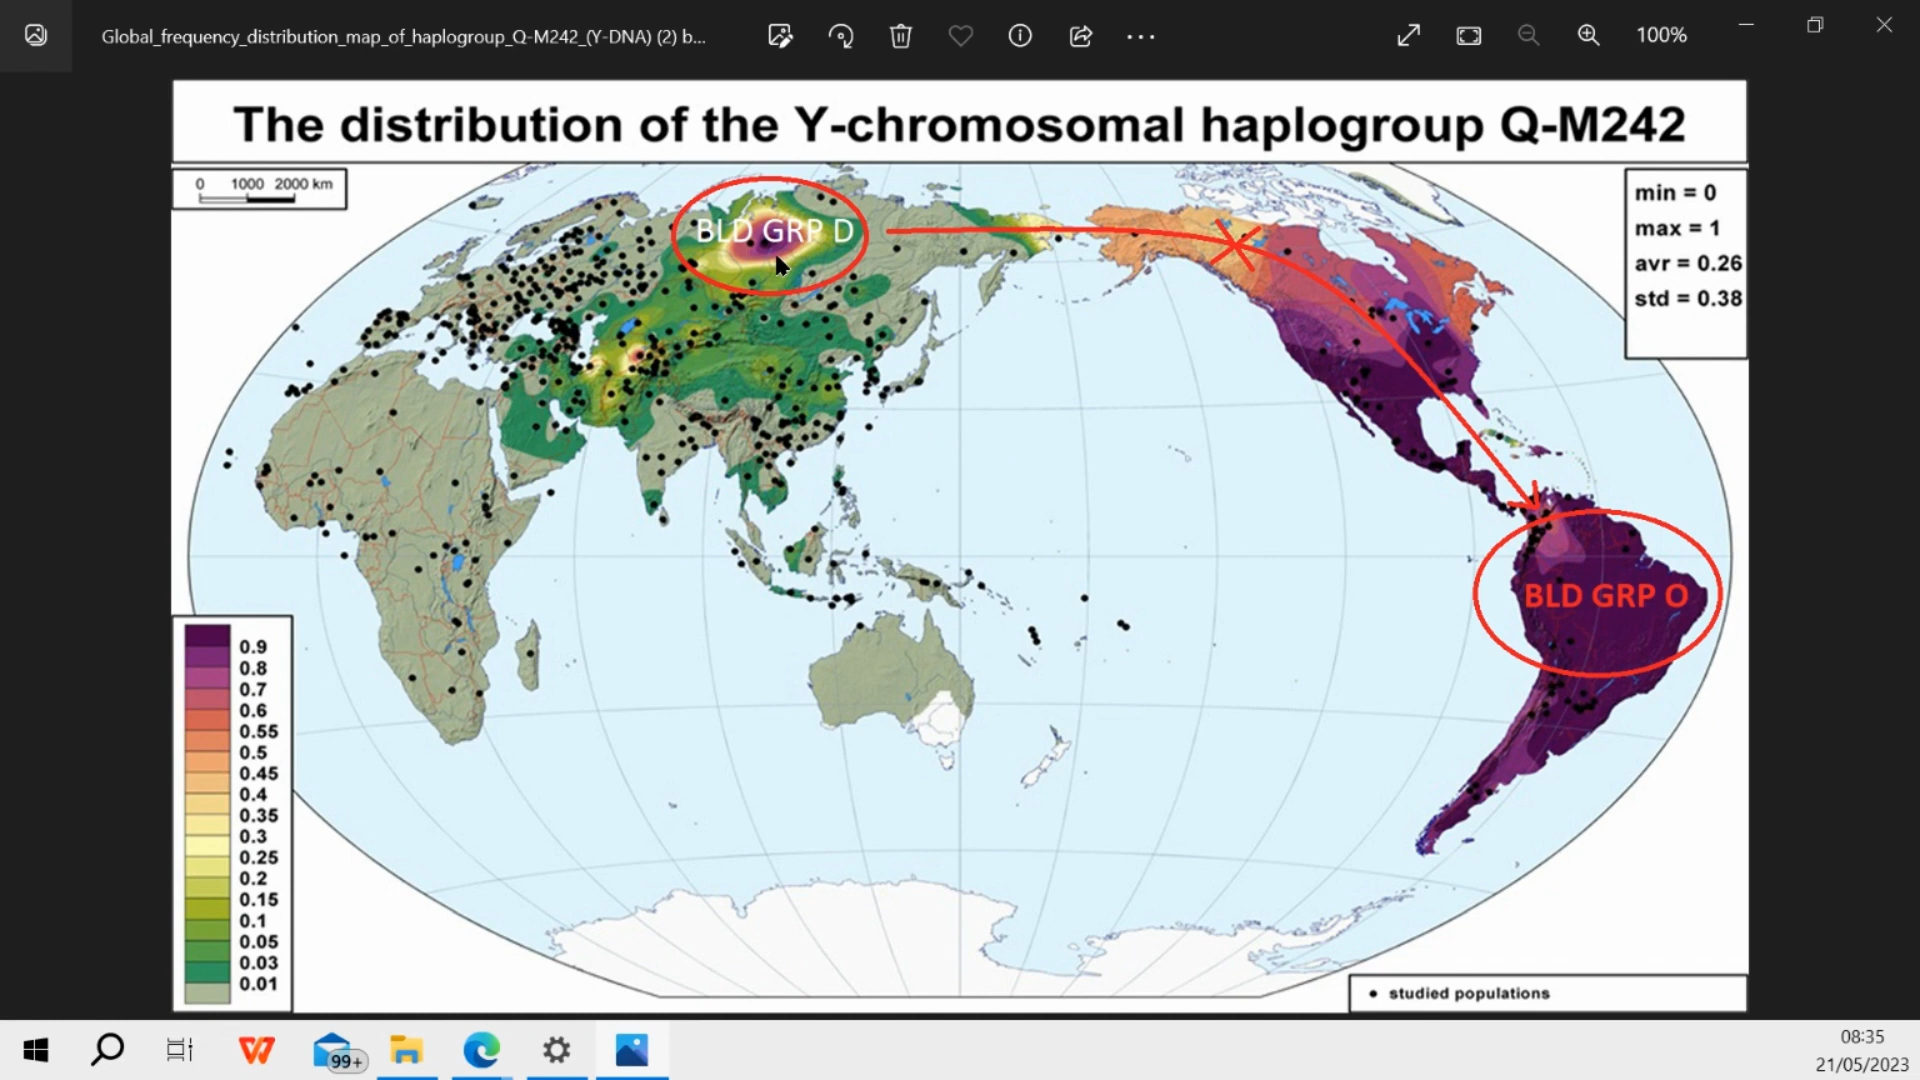 Global_frequency_distribution_map_of_haplogroup_Q-M242_(Y-DNA) (2) b...
100%
The distribution of the Y-chromosomal haplogroup Q-M242
0 1000 2000 km
min = 0
max = 1
avr = 0.26
std = 0.38
BLD GRP D
BLD GRP O
0.9
0.8
0.7
0.6
0.55
0.5
0.45
0.4
0.35
0.3
0.25
0.2
0.15
0.1
0.05
0.03
0.01
studied populations
99+
08:35
21/05/2023